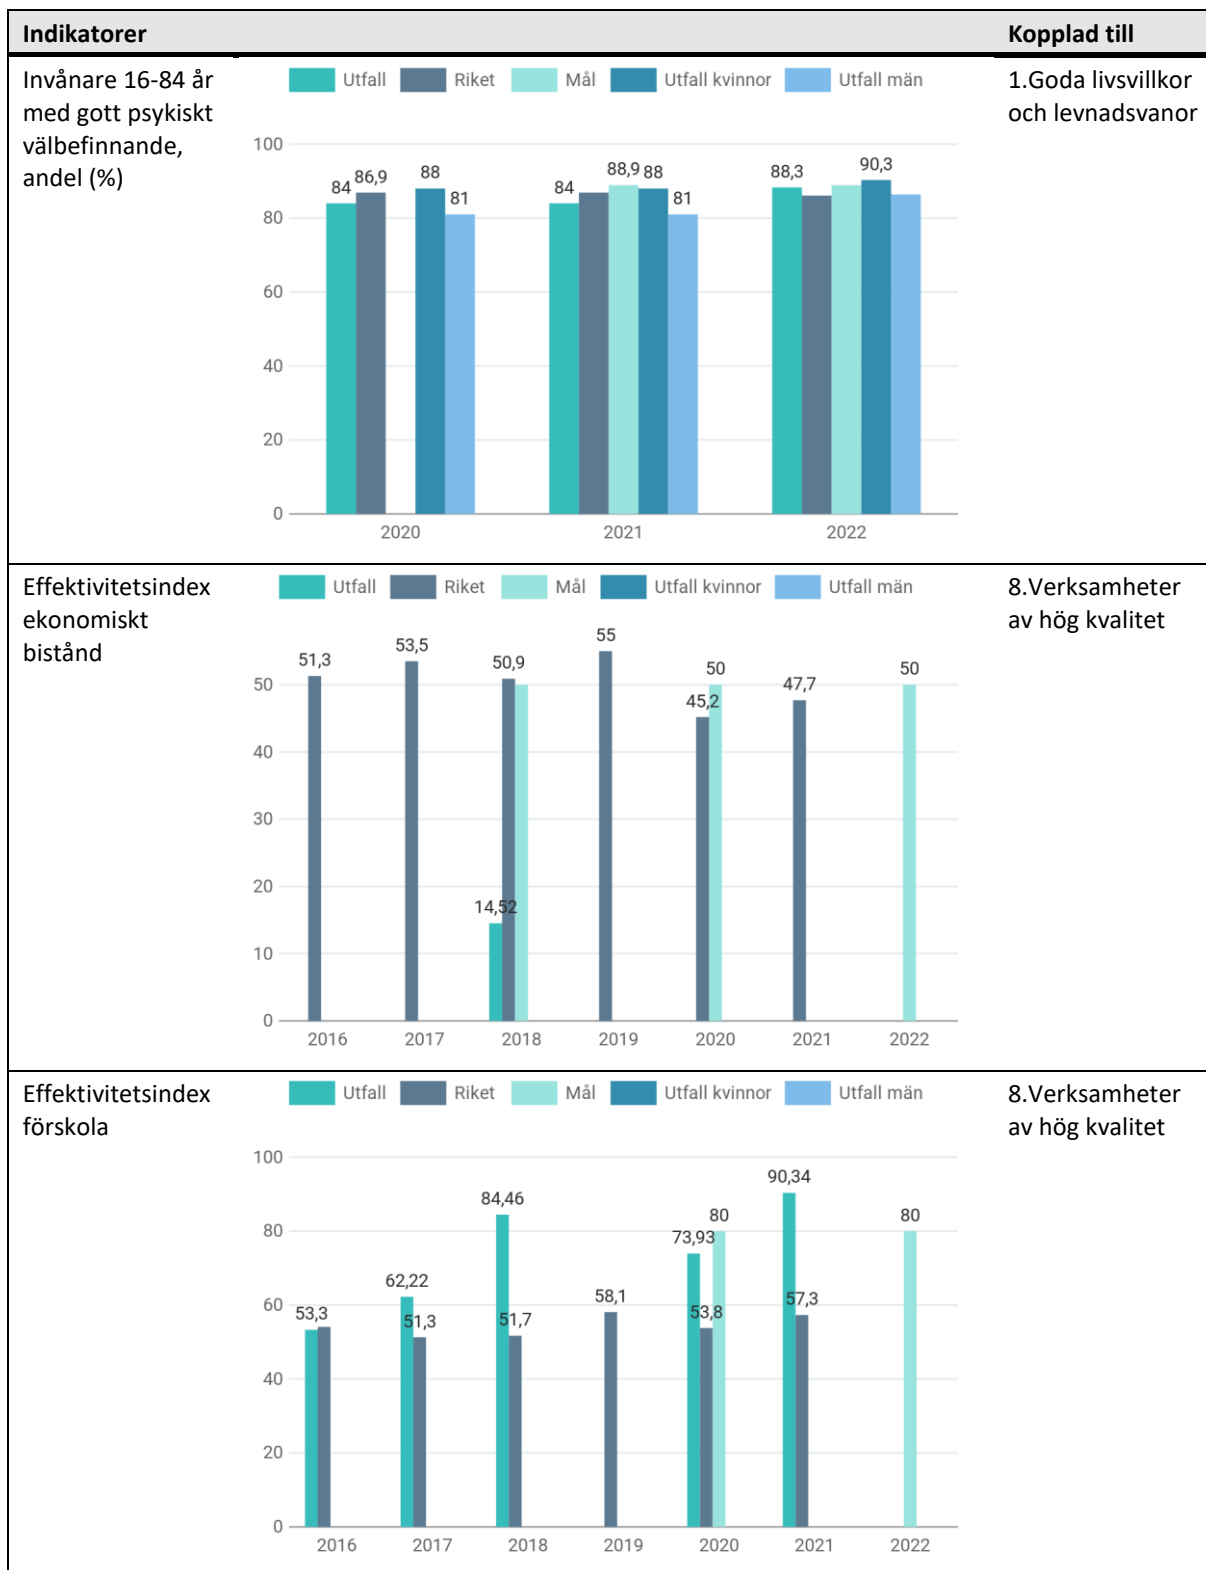 Indikatorer
Kopplad till
Invånare 16-84 år
med gott psykiskt
välbefinnande,
andel (%)
Utfall Riket Mål Utfall kvinnor Utfall män
100
80
60
40
20
0
84 86,9 88 81
84 88,9 88 81
88,3 90,3
2020 2021 2022
1.Goda livsvillkor
och levnadsvanor
Effektivitetsindex
ekonomiskt
bistånd
Utfall Riket Mål Utfall kvinnor Utfall män
50
40
30
20
10
0
51,3 53,5 14,52 50,9 55 45,2 50 47,7 50
2016 2017 2018 2019 2020 2021 2022
8.Verksamheter
av hög kvalitet
Effektivitetsindex
förskola
Utfall Riket Mål Utfall kvinnor Utfall män
100
80
60
40
20
0
53,3 62,22 51,3 84,46 51,7 58,1 73,93 53,8 80 90,34 57,3 80
2016 2017 2018 2019 2020 2021 2022
8.Verksamheter
av hög kvalitet